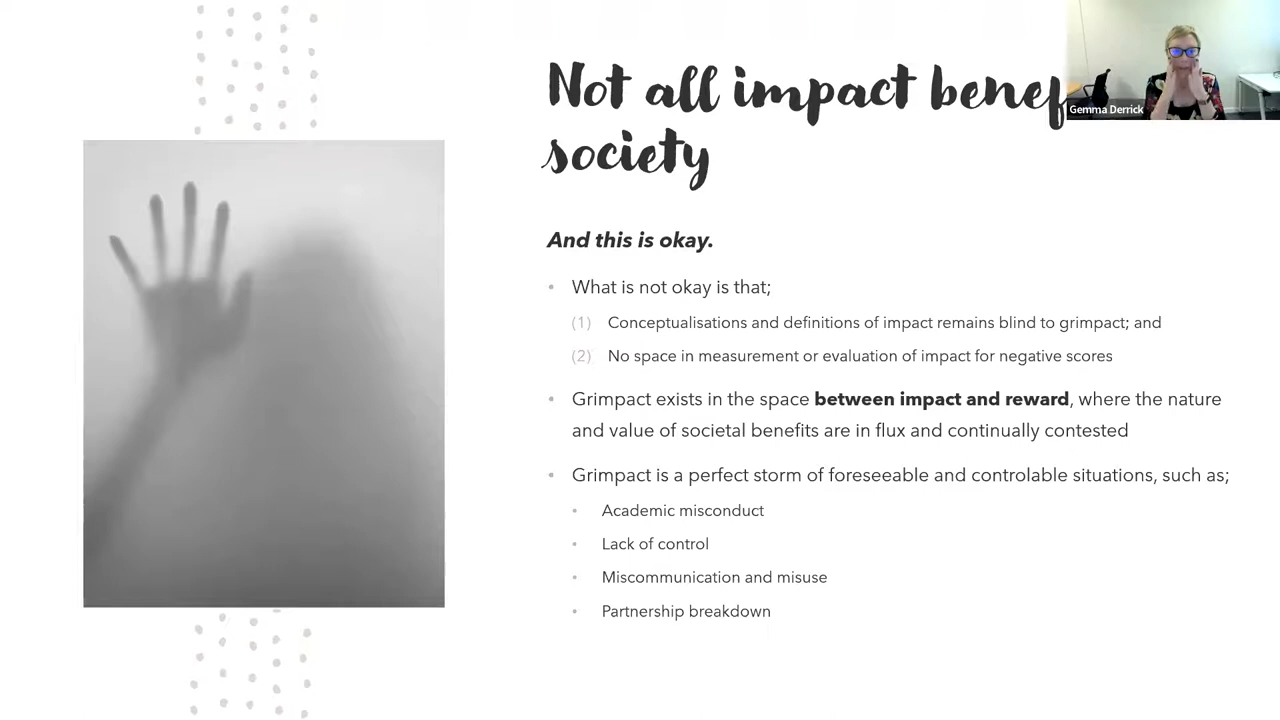 Not all impact benef
society
Gemma Derrick
And this is okay.
• What is not okay is that;
(1) Conceptualisations and definitions of impact remains blind to grimpact; and
(2) No space in measurement or evaluation of impact for negative scores
• Grimpact exists in the space between impact and reward, where the nature
and value of societal benefits are in flux and continually contested
• Grimpact is a perfect storm of foreseeable and controlable situations, such as;
• Academic misconduct
• Lack of control
• Miscommunication and misuse
• Partnership breakdown